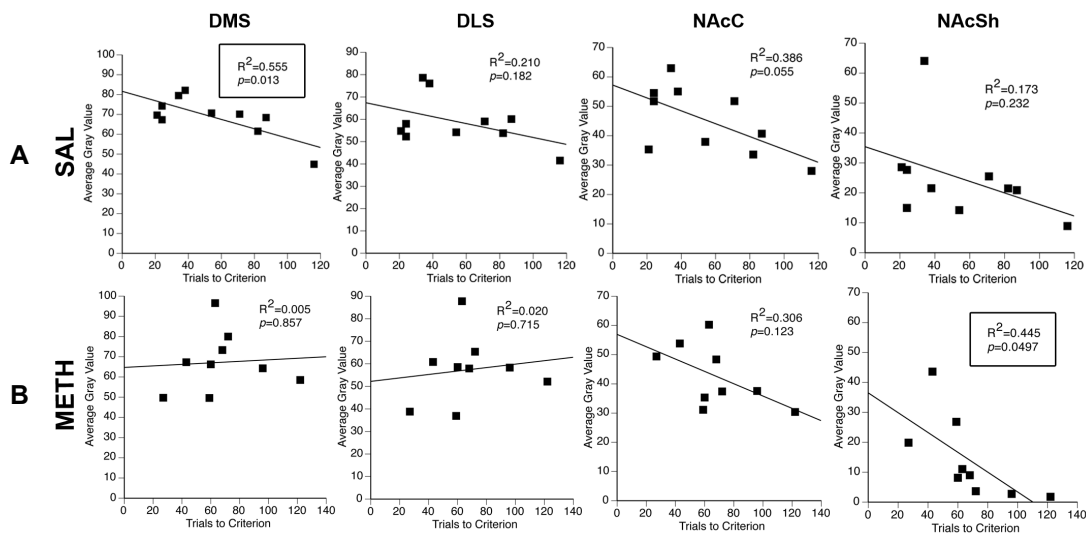 DMS
DLS
NAcC
NAcSh
A
SAL
Average Gray Value
100
90
80
70
60
50
40
30
20
10
0
R²=0.555
p=0.013
0 20 40 60 80 100 120
Trials to Criterion
Average Gray Value
90
80
70
60
50
40
30
20
10
0
R²=0.210
p=0.182
0 20 40 60 80 100 120
Trials to Criterion
Average Gray Value
70
60
50
40
30
20
10
0
R²=0.386
p=0.055
0 20 40 60 80 100 120
Trials to Criterion
Average Gray Value
70
60
50
40
30
20
10
0
R²=0.173
p=0.232
0 20 40 60 80 100 120
Trials to Criterion
B
METH
Average Gray Value
100
90
80
70
60
50
40
30
20
10
0
R²=0.005
p=0.857
0 20 40 60 80 100 120 140
Trials to Criterion
Average Gray Value
90
80
70
60
50
40
30
20
10
0
R²=0.020
p=0.715
0 20 40 60 80 100 120 140
Trials to Criterion
Average Gray Value
70
60
50
40
30
20
10
0
R²=0.306
p=0.123
0 20 40 60 80 100 120 140
Trials to Criterion
Average Gray Value
70
60
50
40
30
20
10
0
R²=0.445
p=0.0497
0 20 40 60 80 100 120 140
Trials to Criterion